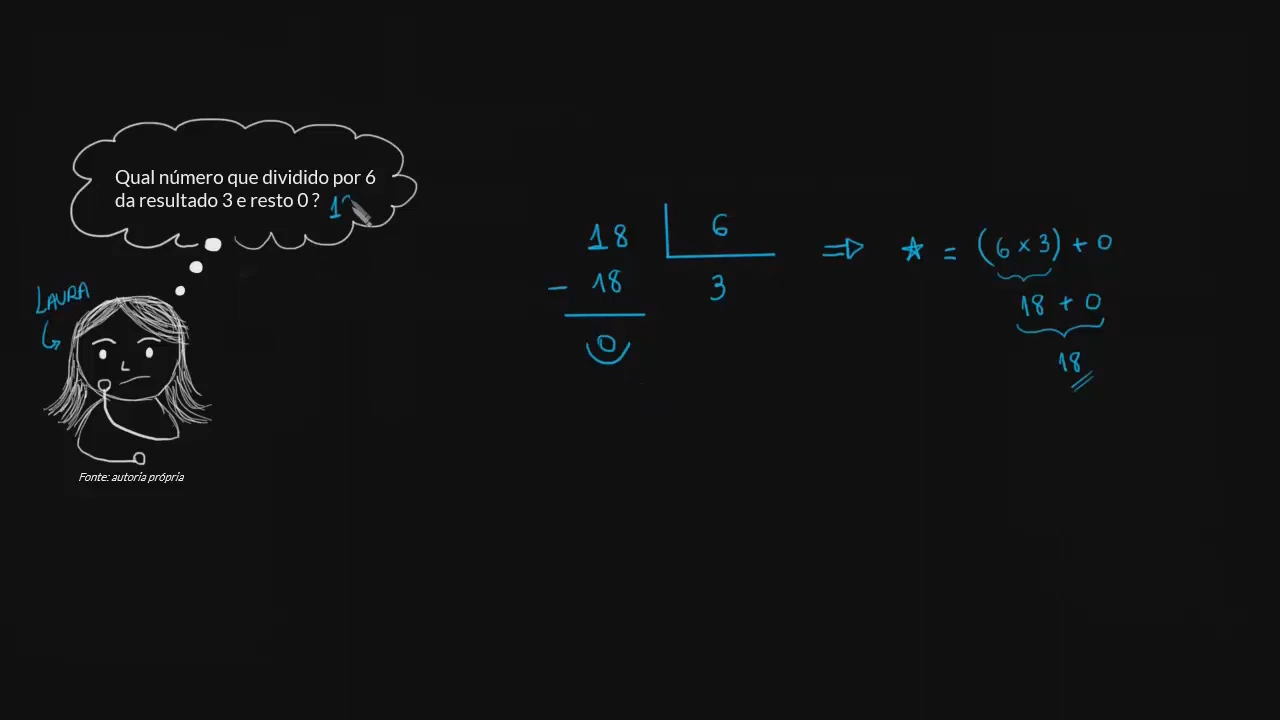 Qual número que dividido por 6
da resultado 3 e resto 0 ?
LAURA
Fonte: autoria própria
18 6
- 18 3
0
⇒ ★ = (6 × 3) + 0
18 + 0
18